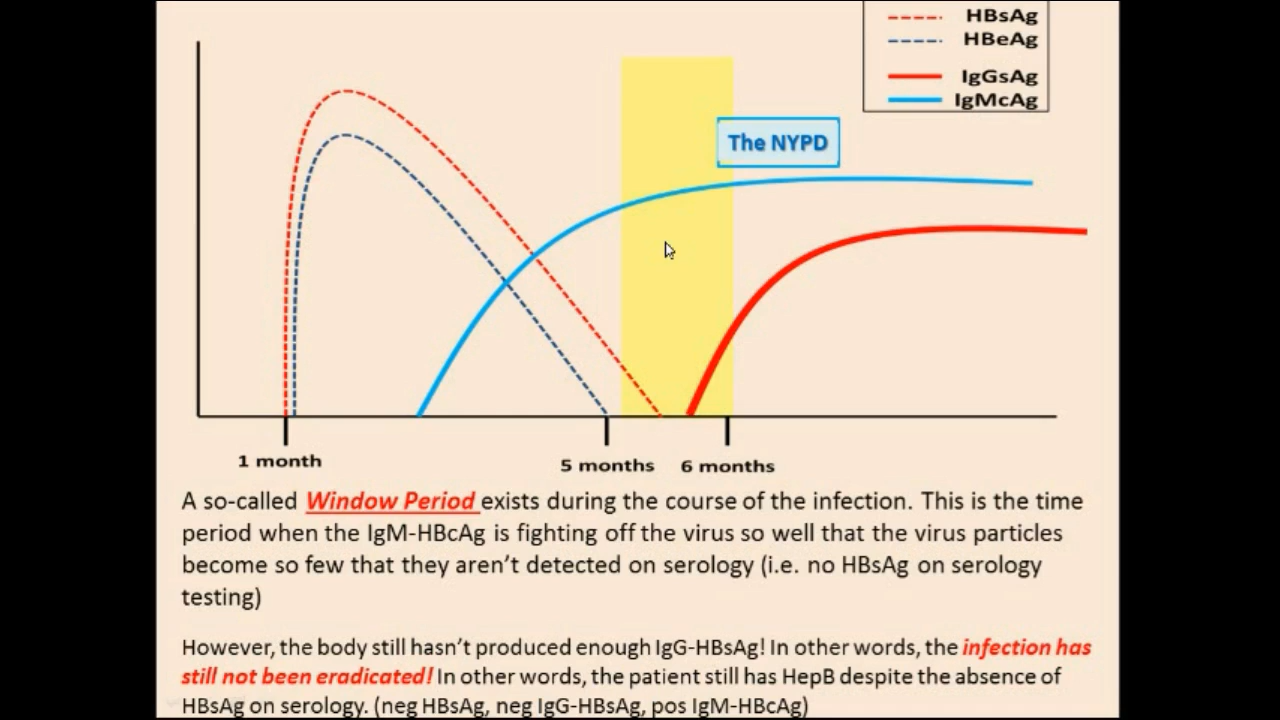 HBsAg
HBeAg
IgGsAg
IgMcAg
The NYPD
1 month
5 months
6 months
A so-called Window Period exists during the course of the infection. This is the time
period when the IgM-HBcAg is fighting off the virus so well that the virus particles
become so few that they aren't detected on serology (i.e. no HBsAg on serology
testing)
However, the body still hasn't produced enough IgG-HBsAg! In other words, the infection has
still not been eradicated! In other words, the patient still has HepB despite the absence of
HBsAg on serology. (neg HBsAg, neg IgG-HBsAg, pos IgM-HBcAg)